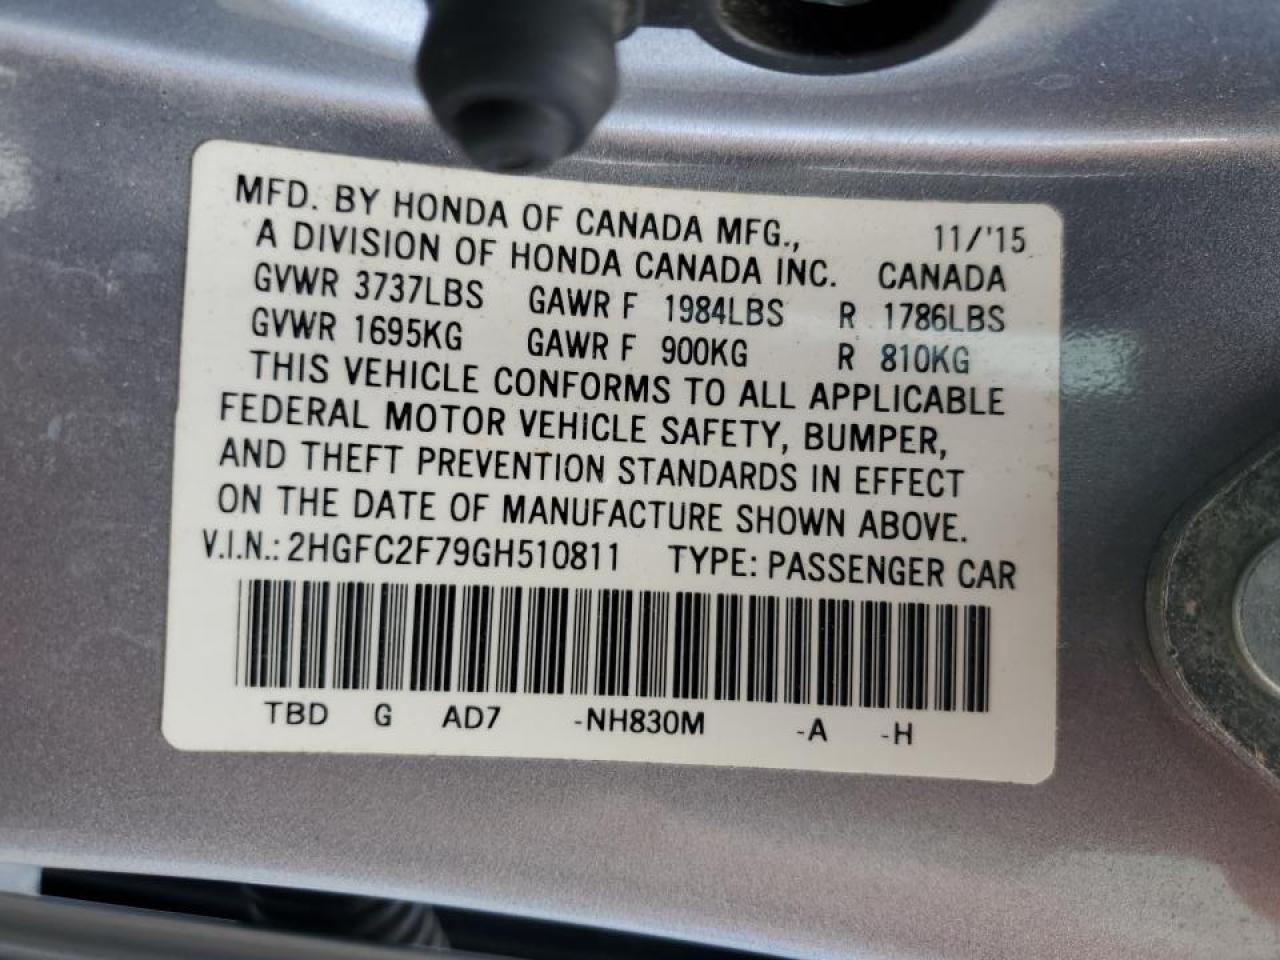 MFD. BY HONDA OF CANADA MFG., 11/'15
A DIVISION OF HONDA CANADA INC. CANADA
GVWR 3737LBS GAWR F 1984LBS R 1786LBS
GVWR 1695KG GAWR F 900KG R 810KG
THIS VEHICLE CONFORMS TO ALL APPLICABLE
FEDERAL MOTOR VEHICLE SAFETY, BUMPER,
AND THEFT PREVENTION STANDARDS IN EFFECT
ON THE DATE OF MANUFACTURE SHOWN ABOVE.
V.I.N.: 2HGFC2F79GH510811 TYPE: PASSENGER CAR
TBD G AD7 -NH830M -A -H